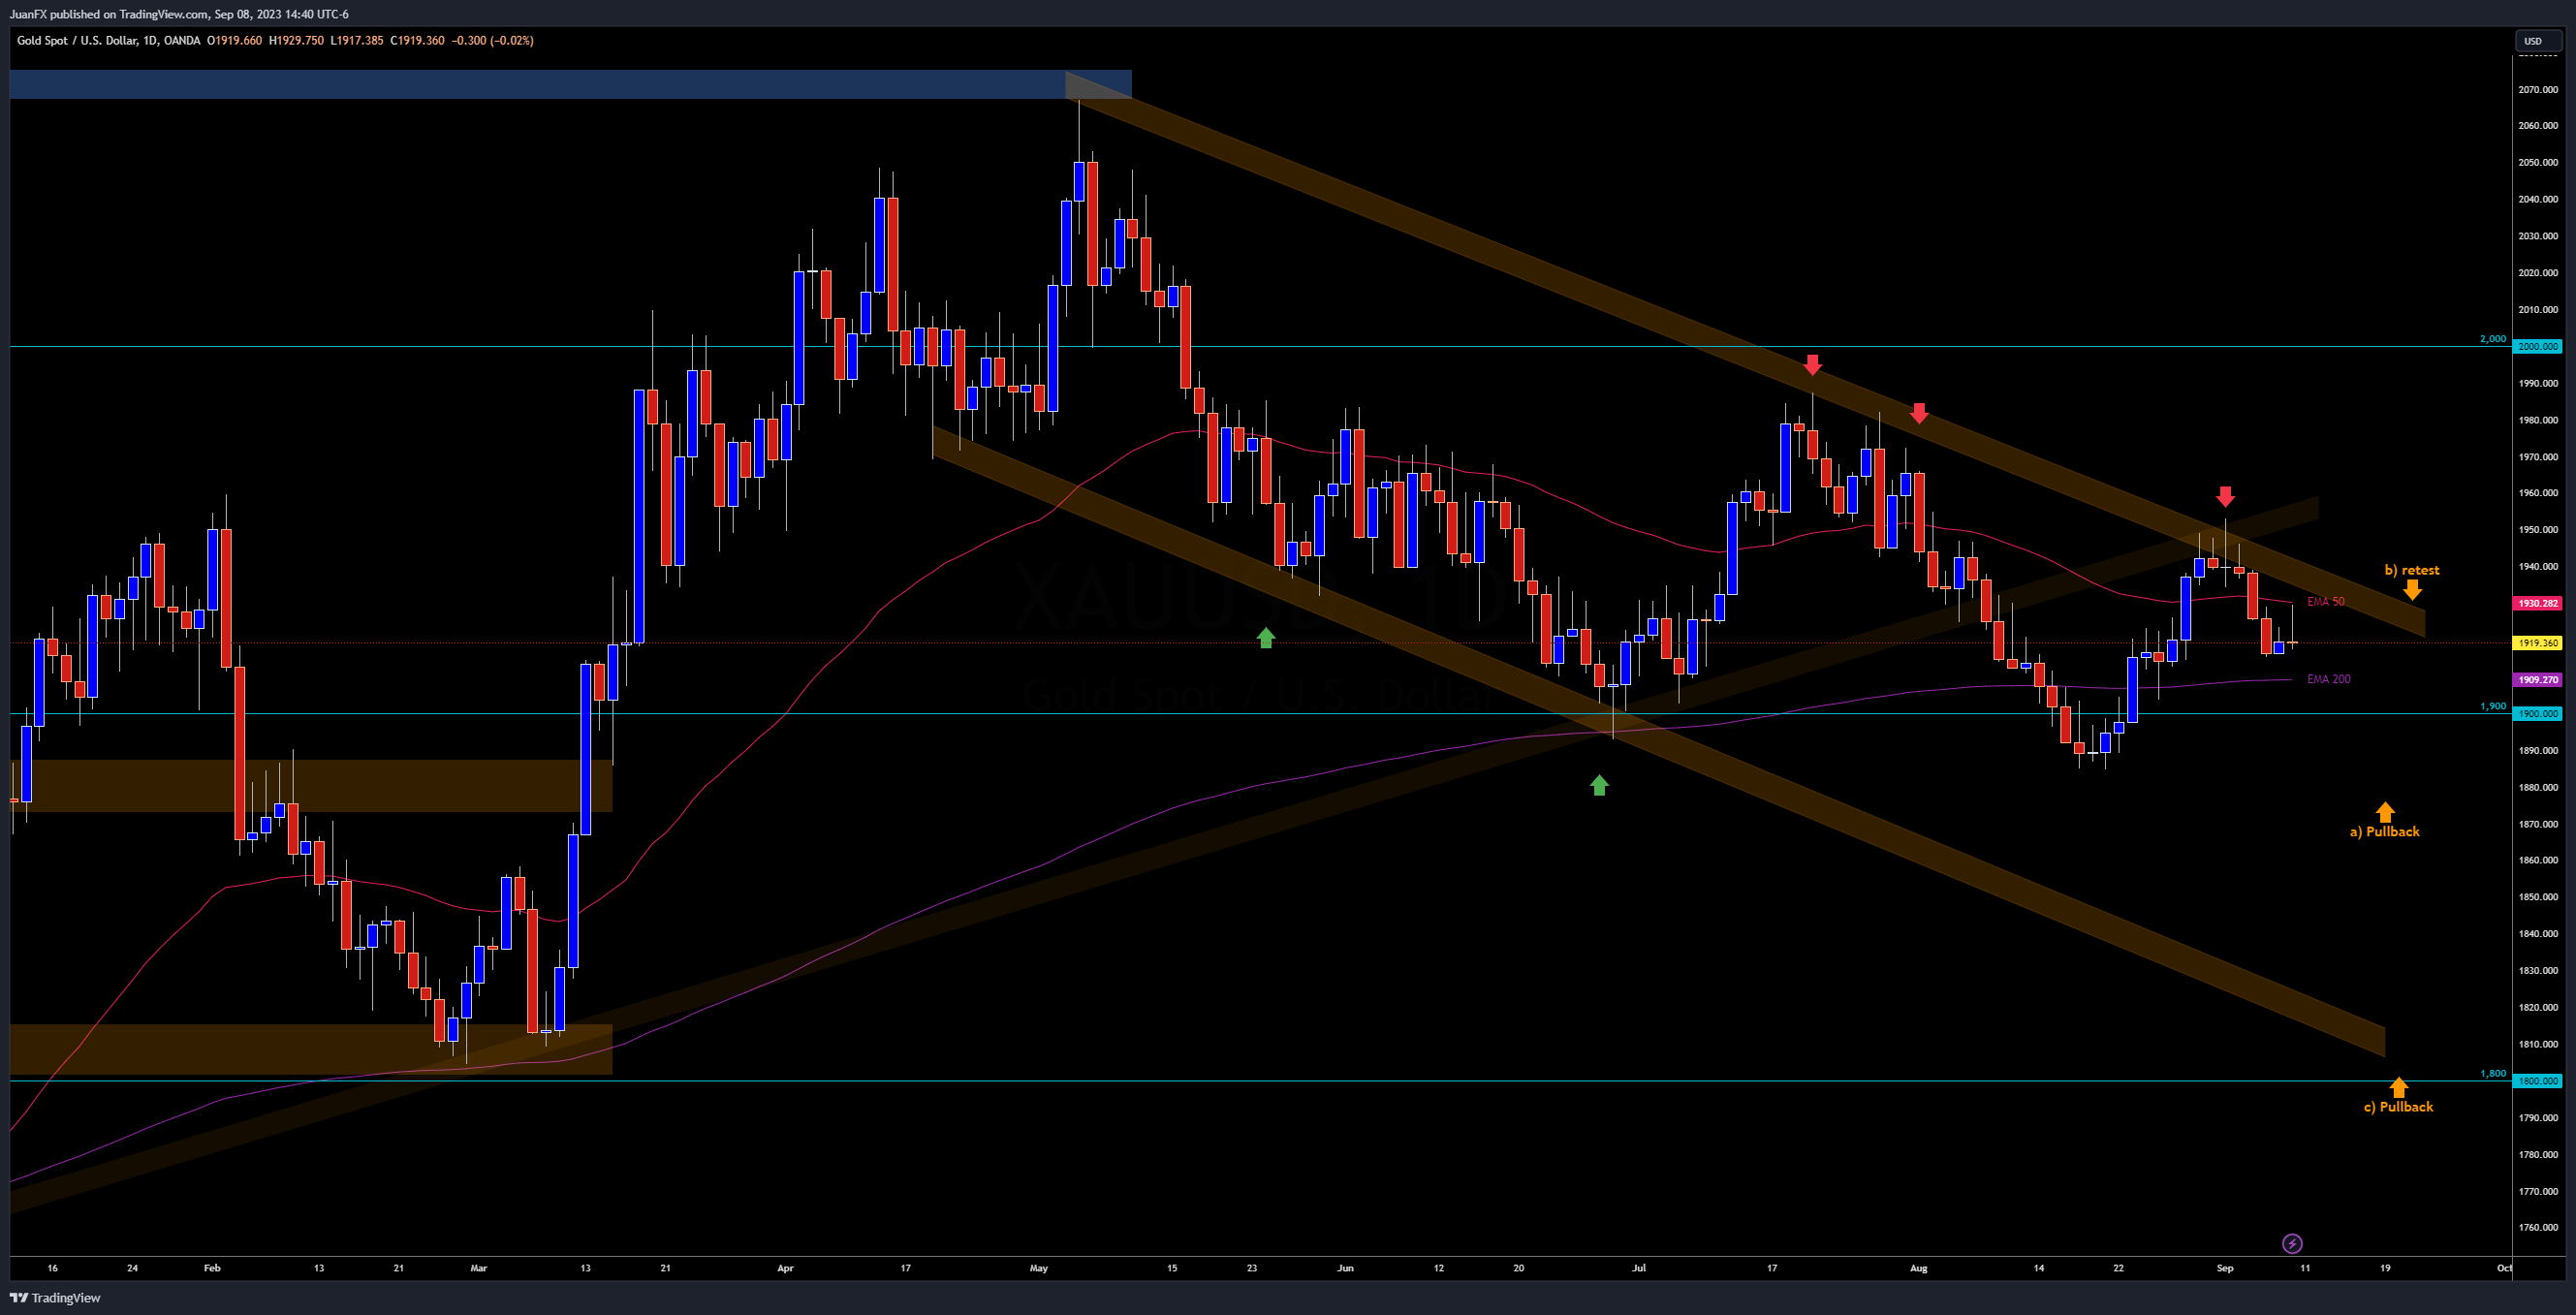 JuanFX published on TradingView.com, Sep 08, 2023 14:40 UTC-6
Gold Spot / U.S. Dollar, 1D, OANDA O1919.660 H1929.750 L1917.385 C1919.360 −0.300 (−0.02%)
USD
2070.000
2060.000
2050.000
2040.000
2030.000
2020.000
2010.000
2,000
2000.000
1990.000
1980.000
1970.000
1960.000
1950.000
1940.000
b) retest
EMA 50
1930.282
1919.360
EMA 200
1909.270
1,900
1900.000
1890.000
1880.000
1870.000
a) Pullback
1860.000
1850.000
1840.000
1830.000
1820.000
1810.000
1,800
1800.000
c) Pullback
1790.000
1780.000
1770.000
1760.000
XAUUSD, 1D
Gold Spot / U.S. Dollar
16 24 Feb 13 21 Mar 13 21 Apr 17 May 15 23 Jun 12 20 Jul 17 Aug 14 22 Sep 11 19 Oct
TradingView